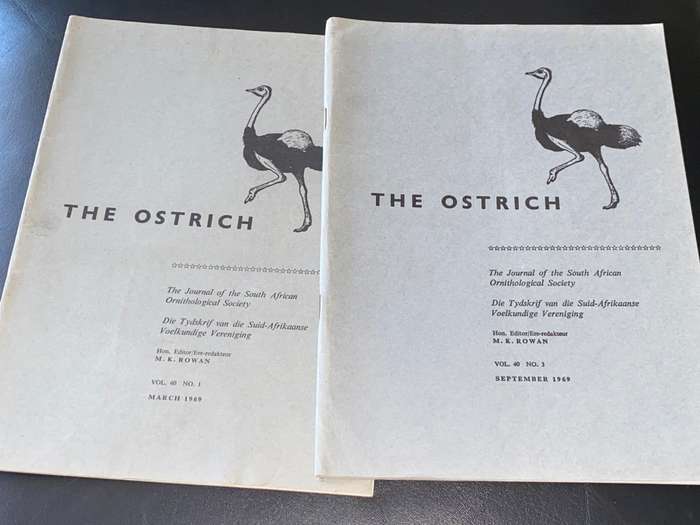 THE OSTRICH
The Journal of the South African
Ornithological Society
Die Tydskrif van die Suid-Afrikaanse
Voelkundige Vereniging
Hon. Editor/Ere-redakteur
M. K. ROWAN
VOL. 40 NO. 1
MARCH 1969
THE OSTRICH
The Journal of the South African
Ornithological Society
Die Tydskrif van die Suid-Afrikaanse
Voelkundige Vereniging
Hon. Editor/Ere-redakteur
M. K. ROWAN
VOL. 40 NO. 3
SEPTEMBER 1969